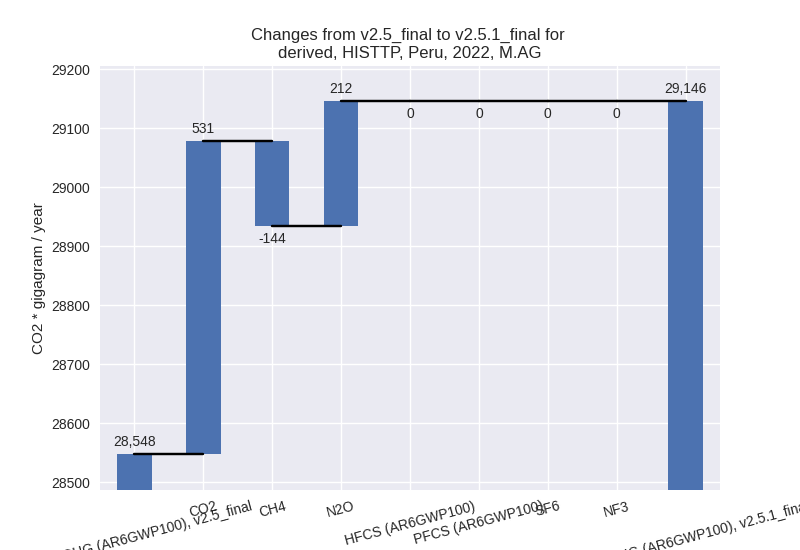 Changes from v2.5_final to v2.5.1_final for
derived, HISTTP, Peru, 2022, M.AG
CO2 * gigagram / year
29200
29100
29000
28900
28800
28700
28600
28500
28,548
531
-144
212
0
0
0
0
29,146
(AR6GWP100), v2.5_final
CO2
CH4
N2O
HFCS (AR6GWP100)
PFCS (AR6GWP100)
SF6
NF3
(AR6GWP100), v2.5.1_fina